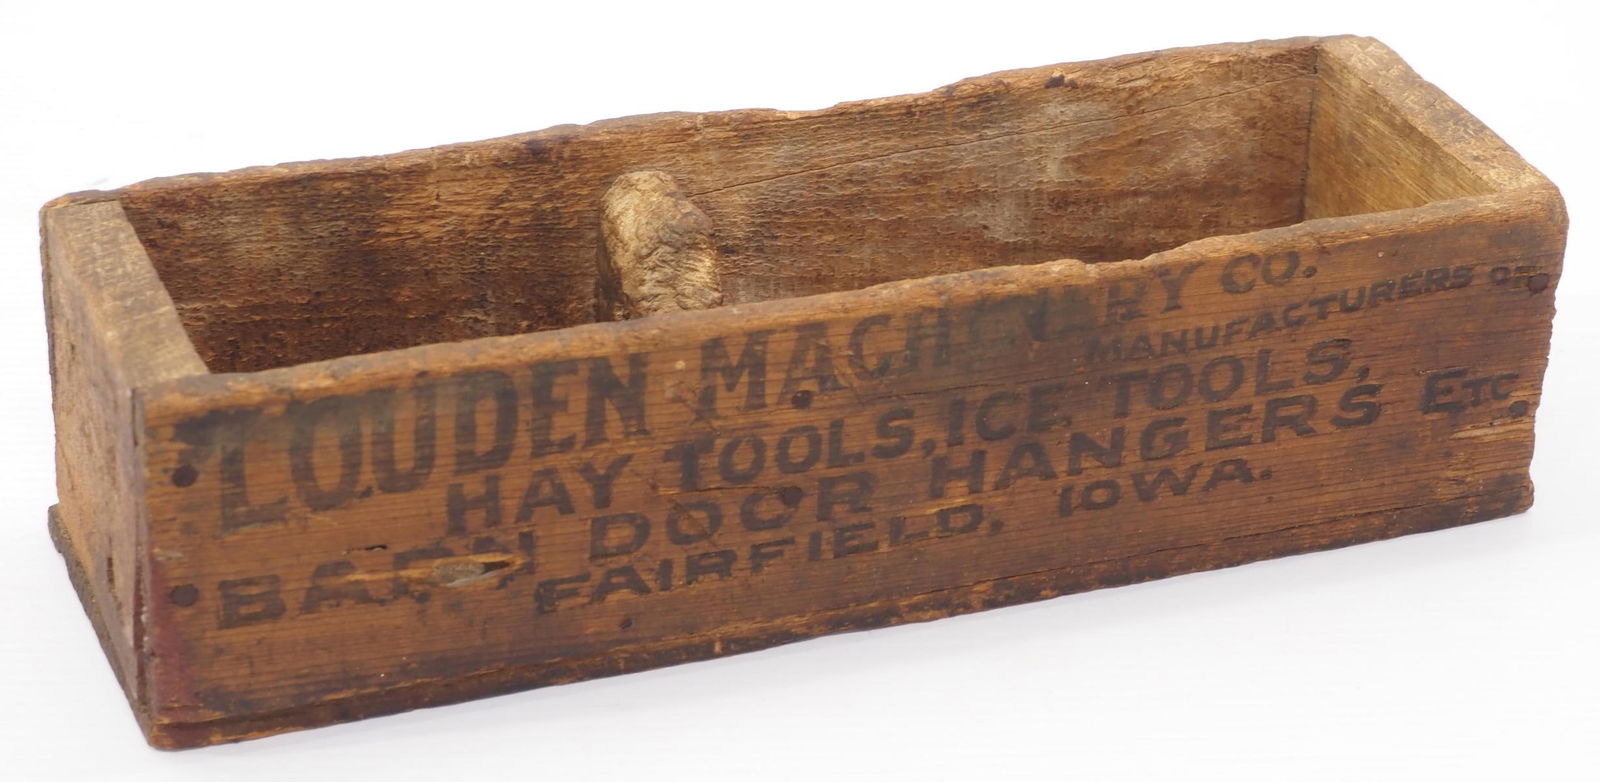 LOUDEN MACHINERY CO.
MANUFACTURERS OF
HAY TOOLS, ICE TOOLS,
BARN DOOR HANGERS ETC.
FAIRFIELD, IOWA.